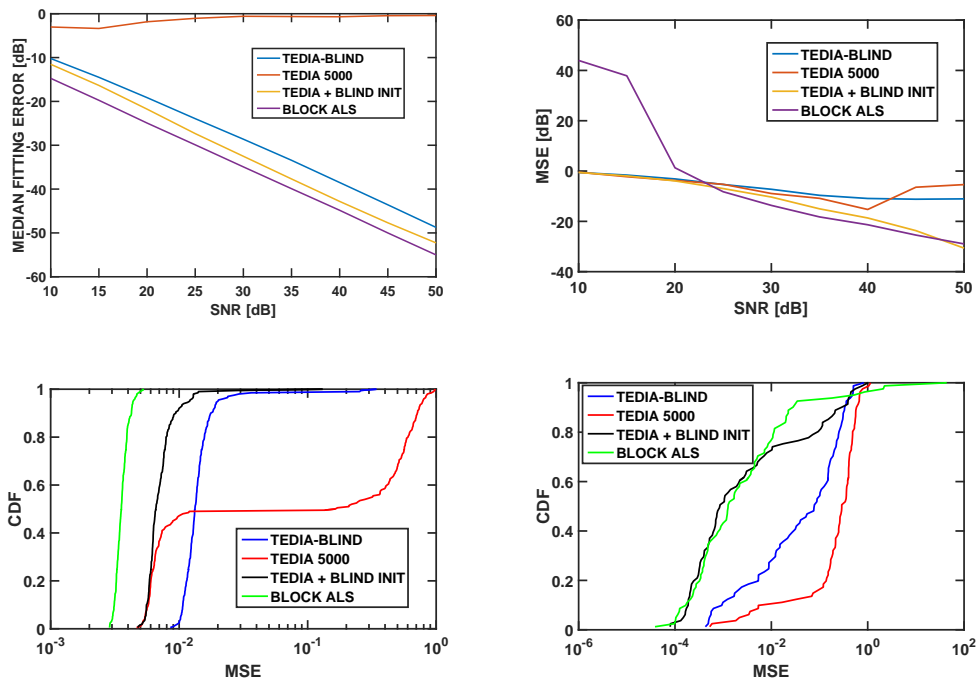 MEDIAN FITTING ERROR [dB]
0
-10
-20
-30
-40
-50
-60
10 15 20 25 30 35 40 45 50
SNR [dB]
TEDIA-BLIND
TEDIA 5000
TEDIA + BLIND INIT
BLOCK ALS
MSE [dB]
60
40
20
0
-20
-40
10 20 30 40 50
SNR [dB]
TEDIA-BLIND
TEDIA 5000
TEDIA + BLIND INIT
BLOCK ALS
CDF
1
0.8
0.6
0.4
0.2
0
10^-3 10^-2 10^-1 10^0
MSE
TEDIA-BLIND
TEDIA 5000
TEDIA + BLIND INIT
BLOCK ALS
CDF
1
0.8
0.6
0.4
0.2
0
10^-6 10^-4 10^-2 10^0 10^2
MSE
TEDIA-BLIND
TEDIA 5000
TEDIA + BLIND INIT
BLOCK ALS